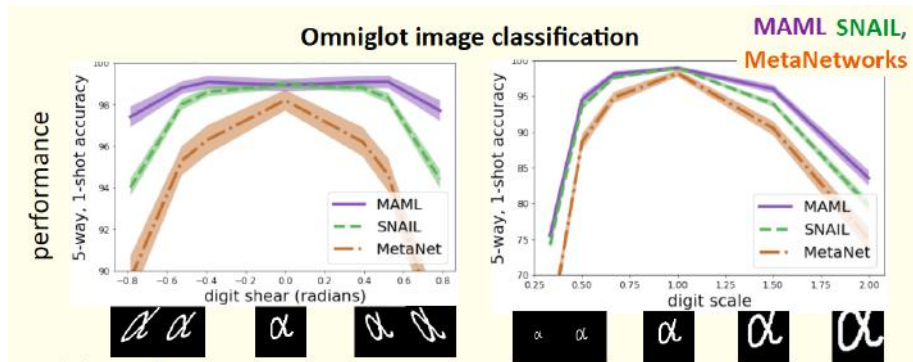 Omniglot image classification
MAML SNAIL,
MetaNetworks
performance
5-way, 1-shot accuracy
100
98
96
94
92
90
−0.8 −0.6 −0.4 −0.2 0.0 0.2 0.4 0.6 0.8
digit shear (radians)
MAML
SNAIL
MetaNet
α α α α α
5-way, 1-shot accuracy
100
95
90
85
80
75
70
0.25 0.50 0.75 1.00 1.25 1.50 1.75 2.00
digit scale
MAML
SNAIL
MetaNet
α α α α α